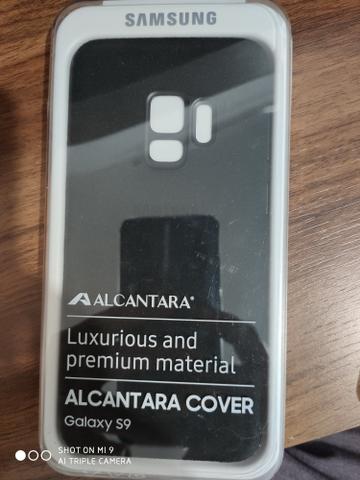 SAMSUNG
ALCANTARA®
Luxurious and
premium material
ALCANTARA COVER
Galaxy S9
SHOT ON MI 9
AI TRIPLE CAMERA